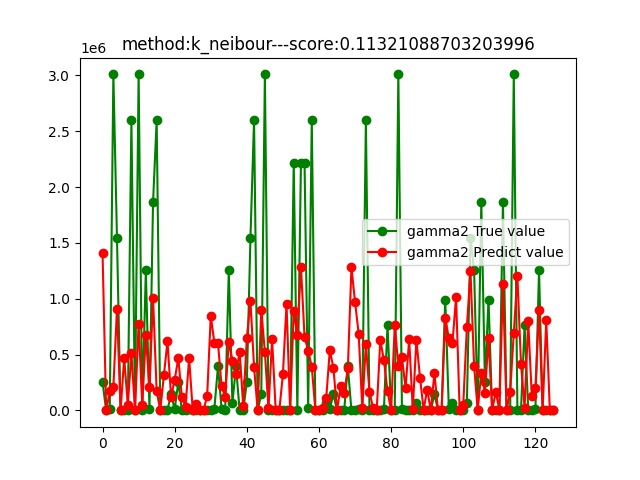 method:k_neibour---score:0.11321088703203996
1e6
3.0
2.5
2.0
1.5
1.0
0.5
0.0
gamma2 True value
gamma2 Predict value
0 20 40 60 80 100 120